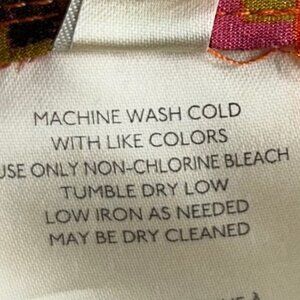 MACHINE WASH COLD
WITH LIKE COLORS
USE ONLY NON-CHLORINE BLEACH
TUMBLE DRY LOW
LOW IRON AS NEEDED
MAY BE DRY CLEANED